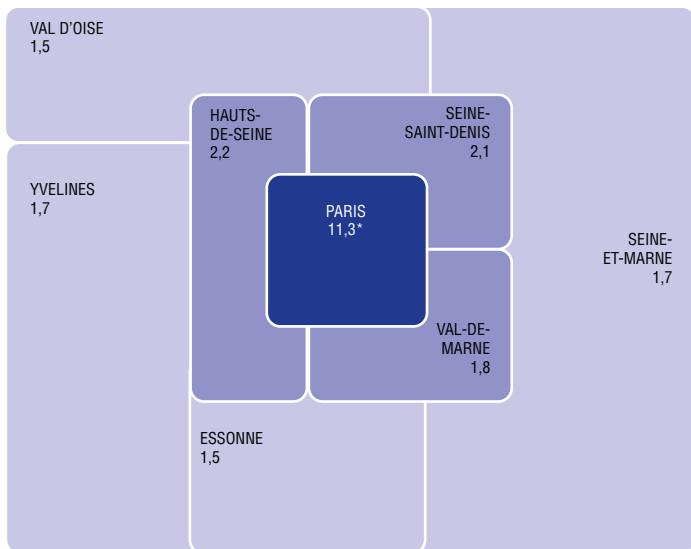 VAL D’OISE
1,5
HAUTS-
DE-SEINE
2,2
SEINE-
SAINT-DENIS
2,1
YVELINES
1,7
PARIS
11,3*
SEINE-
ET-MARNE
1,7
VAL-DE-
MARNE
1,8
ESSONNE
1,5